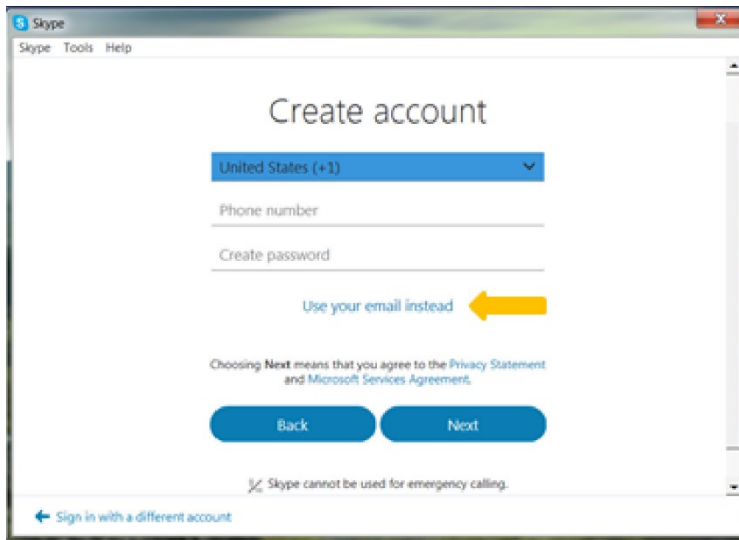 Skype
Skype Tools Help
Create account
United States (+1)
Phone number
Create password
Use your email instead
Choosing Next means that you agree to the Privacy Statement
and Microsoft Services Agreement.
Back Next
Skype cannot be used for emergency calling.
Sign in with a different account